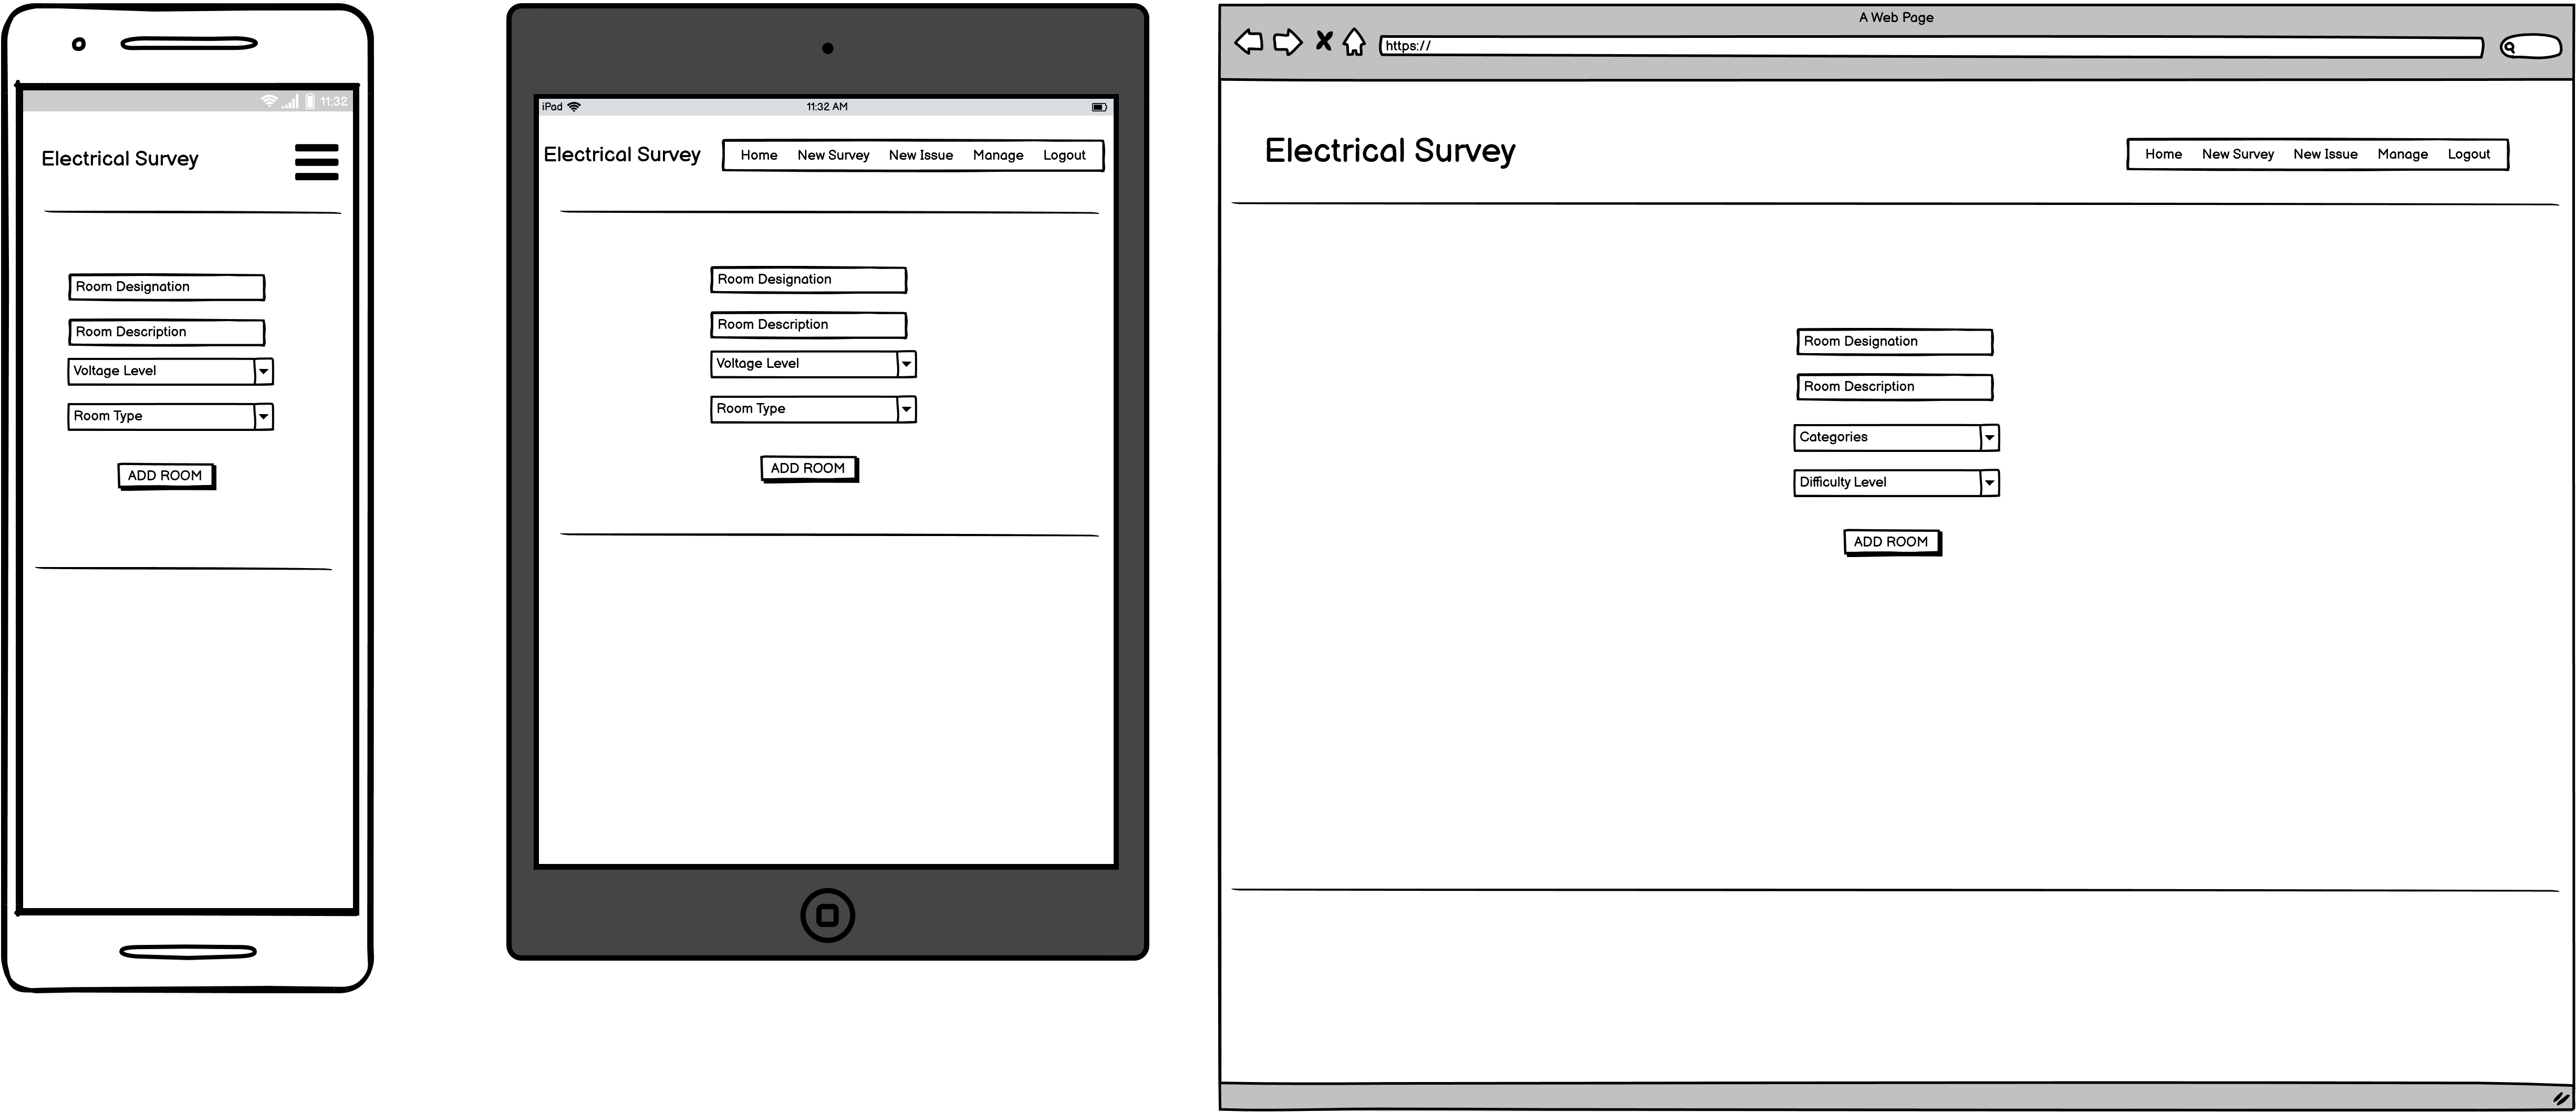 11:32
Electrical Survey
Room Designation
Room Description
Voltage Level
Room Type
ADD ROOM
iPad 11:32 AM
Electrical Survey Home New Survey New Issue Manage Logout
Room Designation
Room Description
Voltage Level
Room Type
ADD ROOM
A Web Page
https://
Electrical Survey Home New Survey New Issue Manage Logout
Room Designation
Room Description
Categories
Difficulty Level
ADD ROOM